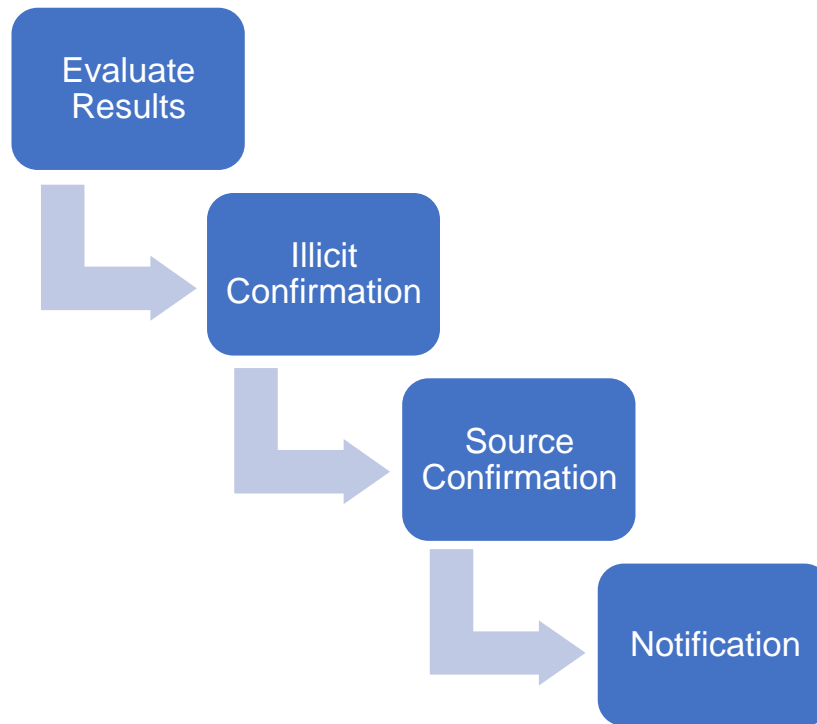 Evaluate
Results
Illicit
Confirmation
Source
Confirmation
Notification